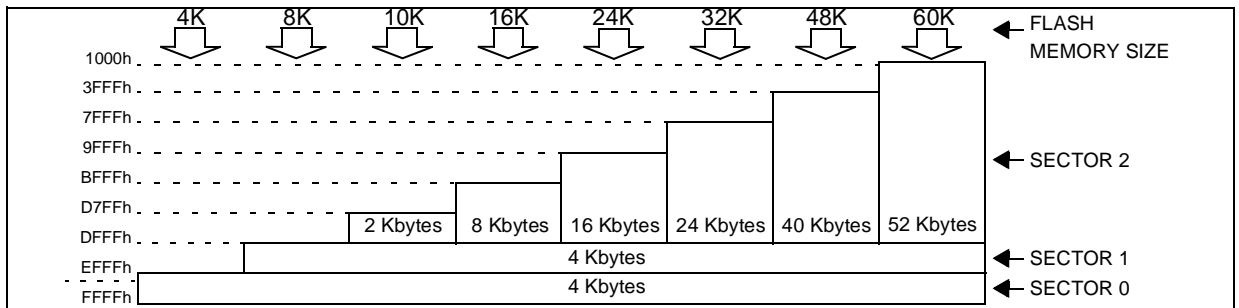 4K 8K 10K 16K 24K 32K 48K 60K
FLASH
MEMORY SIZE
1000h
3FFFh
7FFFh
9FFFh
SECTOR 2
BFFFh
D7FFh
2 Kbytes 8 Kbytes 16 Kbytes 24 Kbytes 40 Kbytes 52 Kbytes
DFFFh
4 Kbytes SECTOR 1
EFFFh
4 Kbytes SECTOR 0
FFFFh